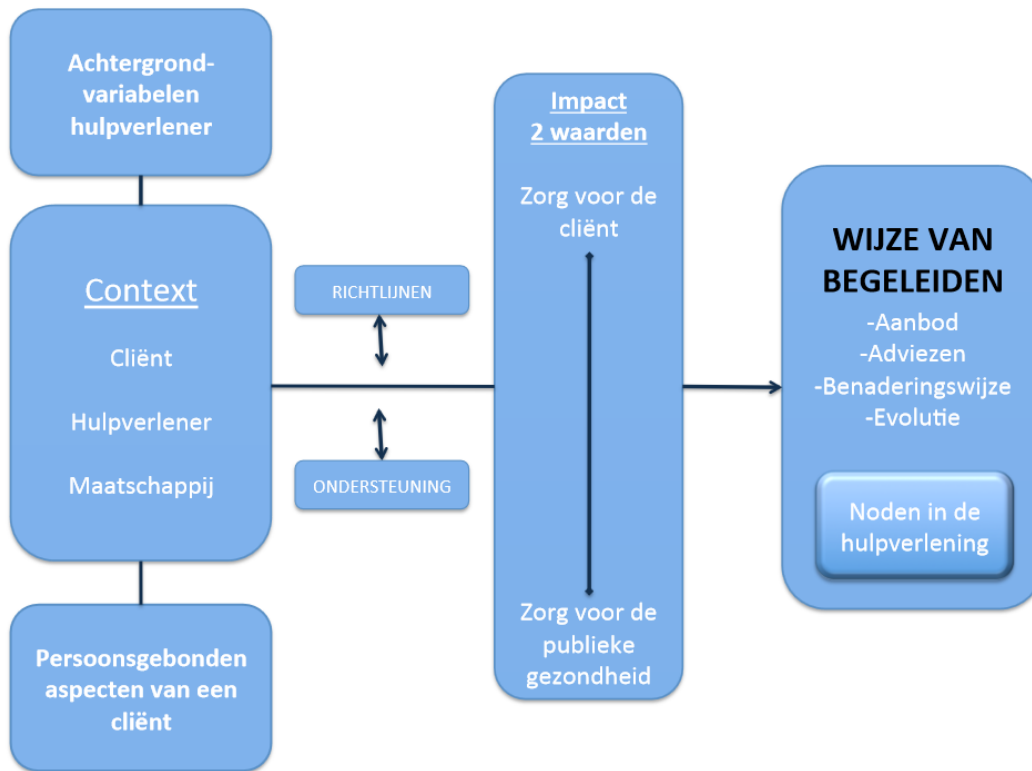 Achtergrond-
variabelen
hulpverlener
Context
Cliënt
Hulpverlener
Maatschappij
Persoonsgebonden
aspecten van een
cliënt
RICHTLIJNEN
ONDERSTEUNING
Impact
2 waarden
Zorg voor de
cliënt
Zorg voor de
publieke
gezondheid
WIJZE VAN
BEGELEIDEN
-Aanbod
-Adviezen
-Benaderingswijze
-Evolutie
Noden in de
hulpverlening